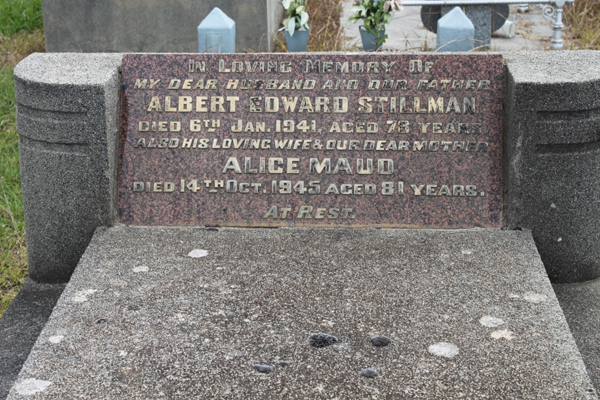 In Loving Memory Of
My Dear Husband And Our Father
ALBERT EDWARD STILLMAN
Died 6TH Jan. 1941, Aged 78 Years
Also His Loving Wife & Our Dear Mother
ALICE MAUD
Died 14TH Oct. 1945 Aged 81 Years.
At Rest.